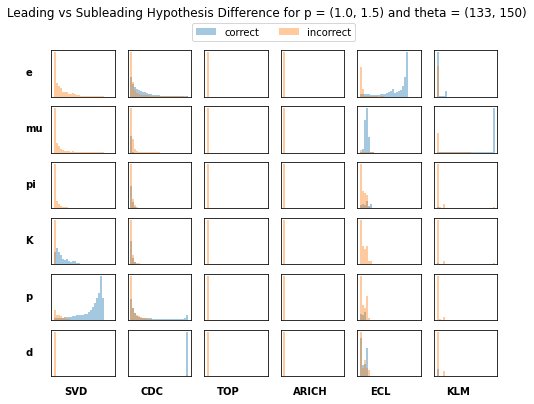 Leading vs Subleading Hypothesis Difference for p = (1.0, 1.5) and theta = (133, 150)
correct incorrect
e
mu
pi
K
p
d
SVD CDC TOP ARICH ECL KLM